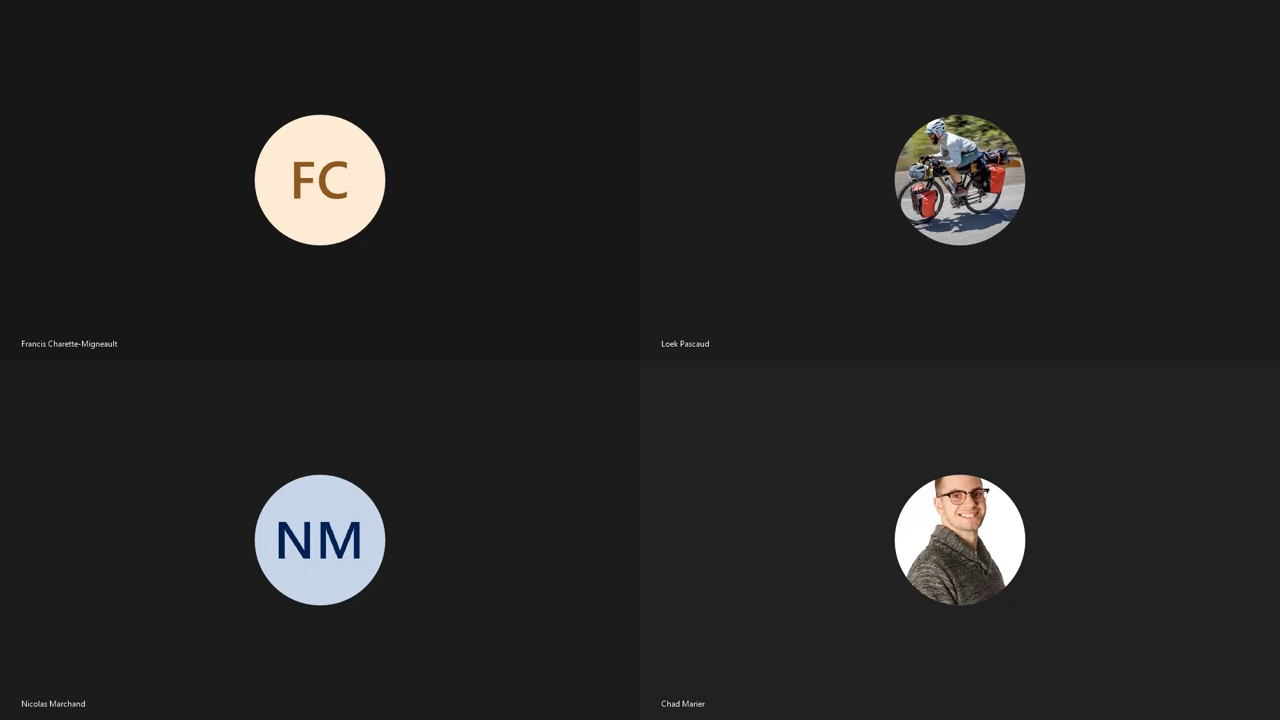 FC
Francis Charette-Migneault
Loek Pascaud
NM
Nicolas Marchand
Chad Marier